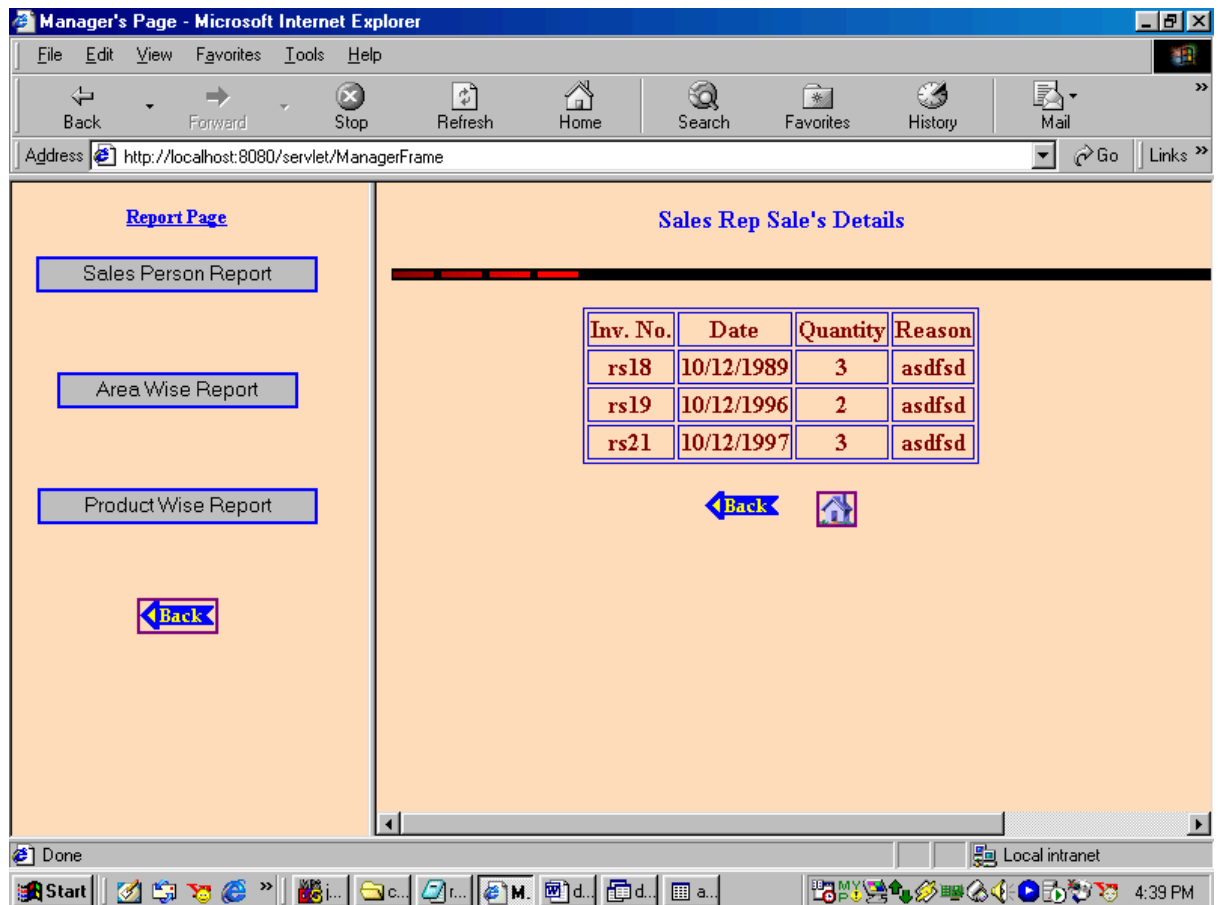 Manager's Page - Microsoft Internet Explorer
File Edit View Favorites Tools Help
Back Forward Stop Refresh Home Search Favorites History Mail »
Address http://localhost:8080/servlet/ManagerFrame Go Links »
Report Page
Sales Person Report
Area Wise Report
Product Wise Report
Back
Sales Rep Sale's Details
Inv. No. Date Quantity Reason
rs18 10/12/1989 3 asdfsd
rs19 10/12/1996 2 asdfsd
rs21 10/12/1997 3 asdfsd
Back
Done Local intranet
Start » j... c... r... M. d... d... a... 4:39 PM